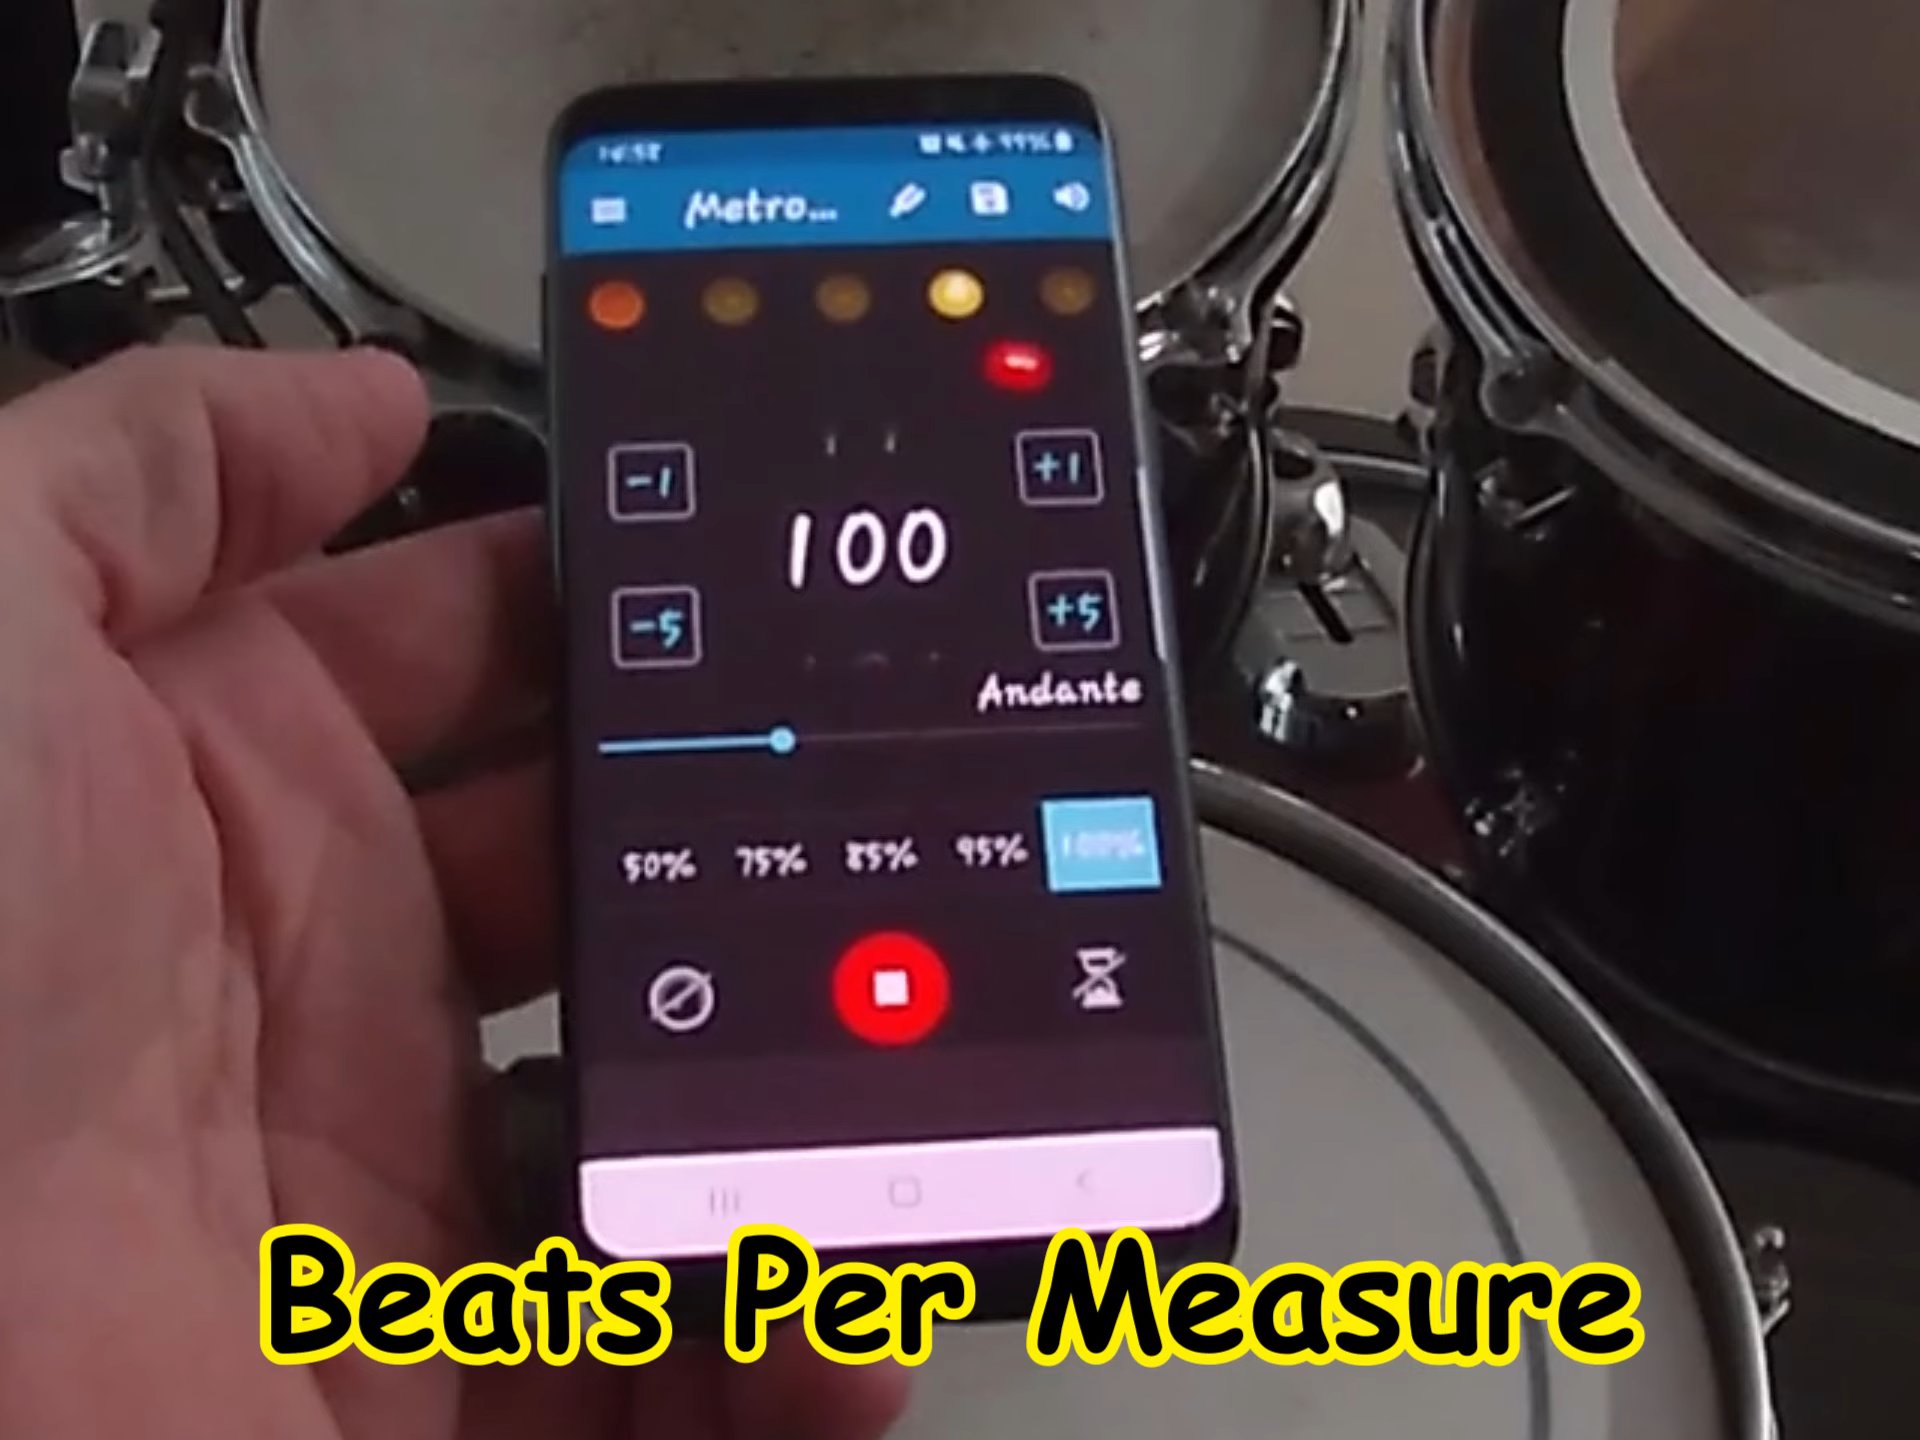 Metro...
-1
+1
100
-5
+5
Andante
50% 75% 85% 95% 100%
Beats Per Measure